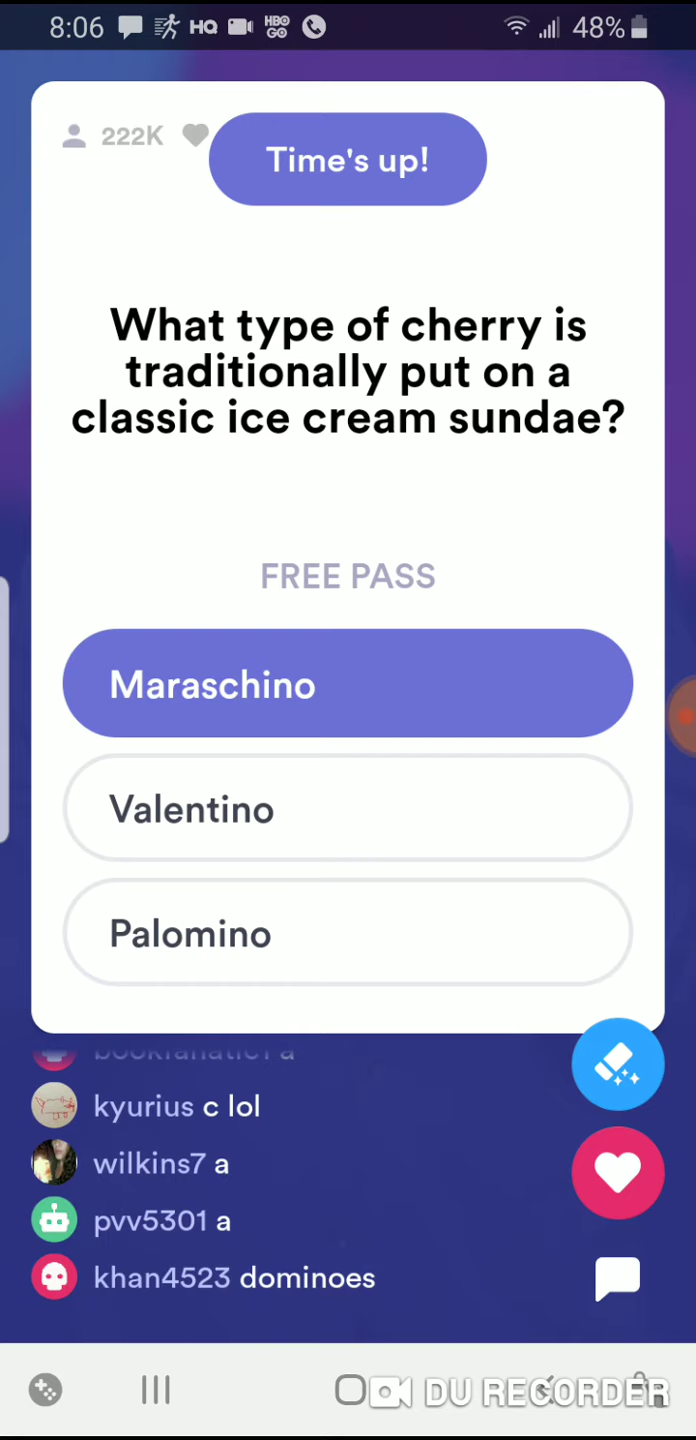 8:06 HQ HBO GO 48%
222K
Time's up!
What type of cherry is
traditionally put on a
classic ice cream sundae?
FREE PASS
Maraschino
Valentino
Palomino
bookfanatic1 a
kyurius c lol
wilkins7 a
pvv5301 a
khan4523 dominoes
DU RECORDER